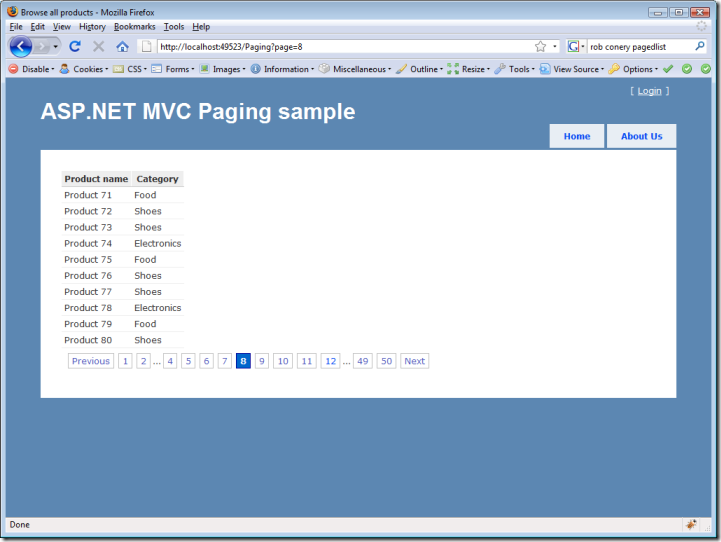 Browse all products - Mozilla Firefox
File Edit View History Bookmarks Tools Help
http://localhost:49523/Paging?page=8 G rob conery pagedlist
Disable Cookies CSS Forms Images Information Miscellaneous Outline Resize Tools View Source Options
[ Login ]
ASP.NET MVC Paging sample
Home About Us
Product name Category
Product 71 Food
Product 72 Shoes
Product 73 Shoes
Product 74 Electronics
Product 75 Food
Product 76 Shoes
Product 77 Shoes
Product 78 Electronics
Product 79 Food
Product 80 Shoes
Previous 1 2 ... 4 5 6 7 8 9 10 11 12 ... 49 50 Next
Done